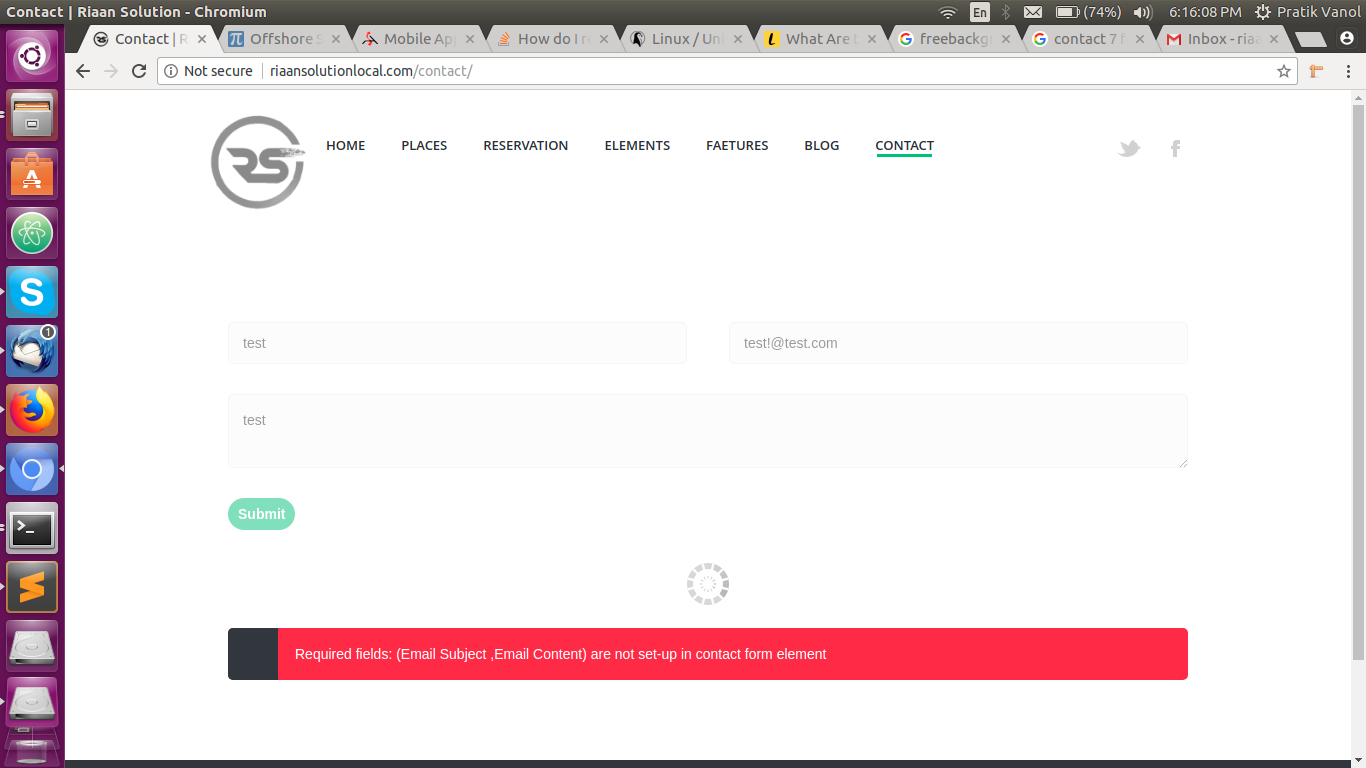 Contact | Riaan Solution - Chromium
En
(74%)
6:16:08 PM
Pratik Vanol
Contact |
Offshore
Mobile Ap
How do I re
Linux / Un
What Are
freebackg
contact 7 f
Inbox - riaa
Not secure
riaansolutionlocal.com/contact/
RS
HOME
PLACES
RESERVATION
ELEMENTS
FAETURES
BLOG
CONTACT
S
1
test
test!@test.com
test
Submit
Required fields: (Email Subject ,Email Content) are not set-up in contact form element